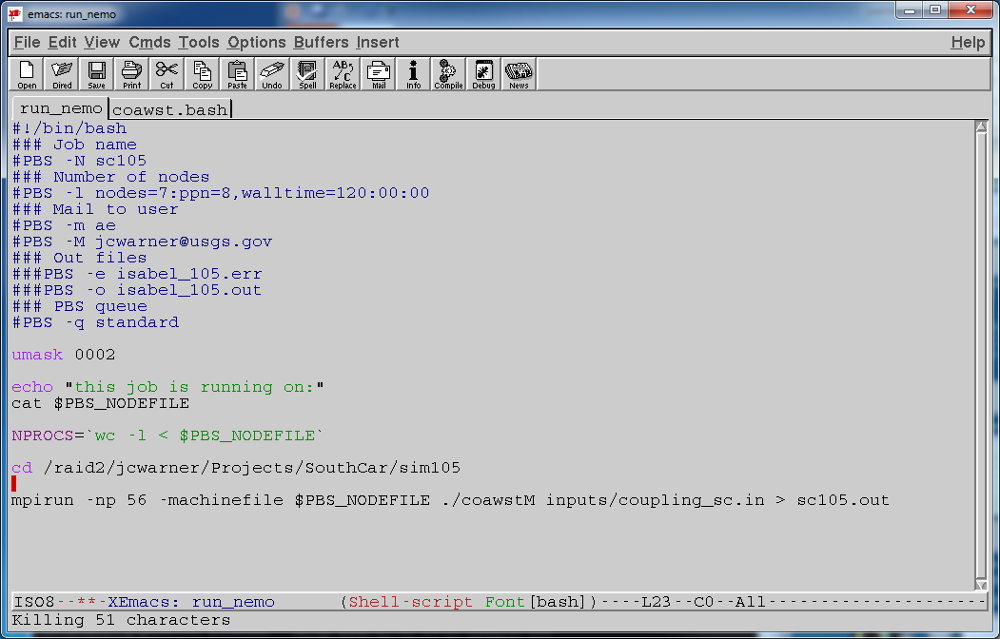 emacs: run_nemo
File Edit View Cmds Tools Options Buffers Insert Help
Open Dired Save Print Cut Copy Paste Undo Spell Replace Mail Info Compile Debug News
run_nemo coawst.bash
#!/bin/bash
### Job name
#PBS -N sc105
### Number of nodes
#PBS -l nodes=7:ppn=8,walltime=120:00:00
### Mail to user
#PBS -m ae
#PBS -M jcwarner@usgs.gov
### Out files
###PBS -e isabel_105.err
###PBS -o isabel_105.out
### PBS queue
#PBS -q standard
umask 0002
echo "this job is running on:"
cat $PBS_NODEFILE
NPROCS=`wc -l < $PBS_NODEFILE`
cd /raid2/jcwarner/Projects/SouthCar/sim105
mpirun -np 56 -machinefile $PBS_NODEFILE ./coawstM inputs/coupling_sc.in > sc105.out
ISO8--**-XEmacs: run_nemo (Shell-script Font[bash])----L23--C0--All---------------------
Killing 51 characters